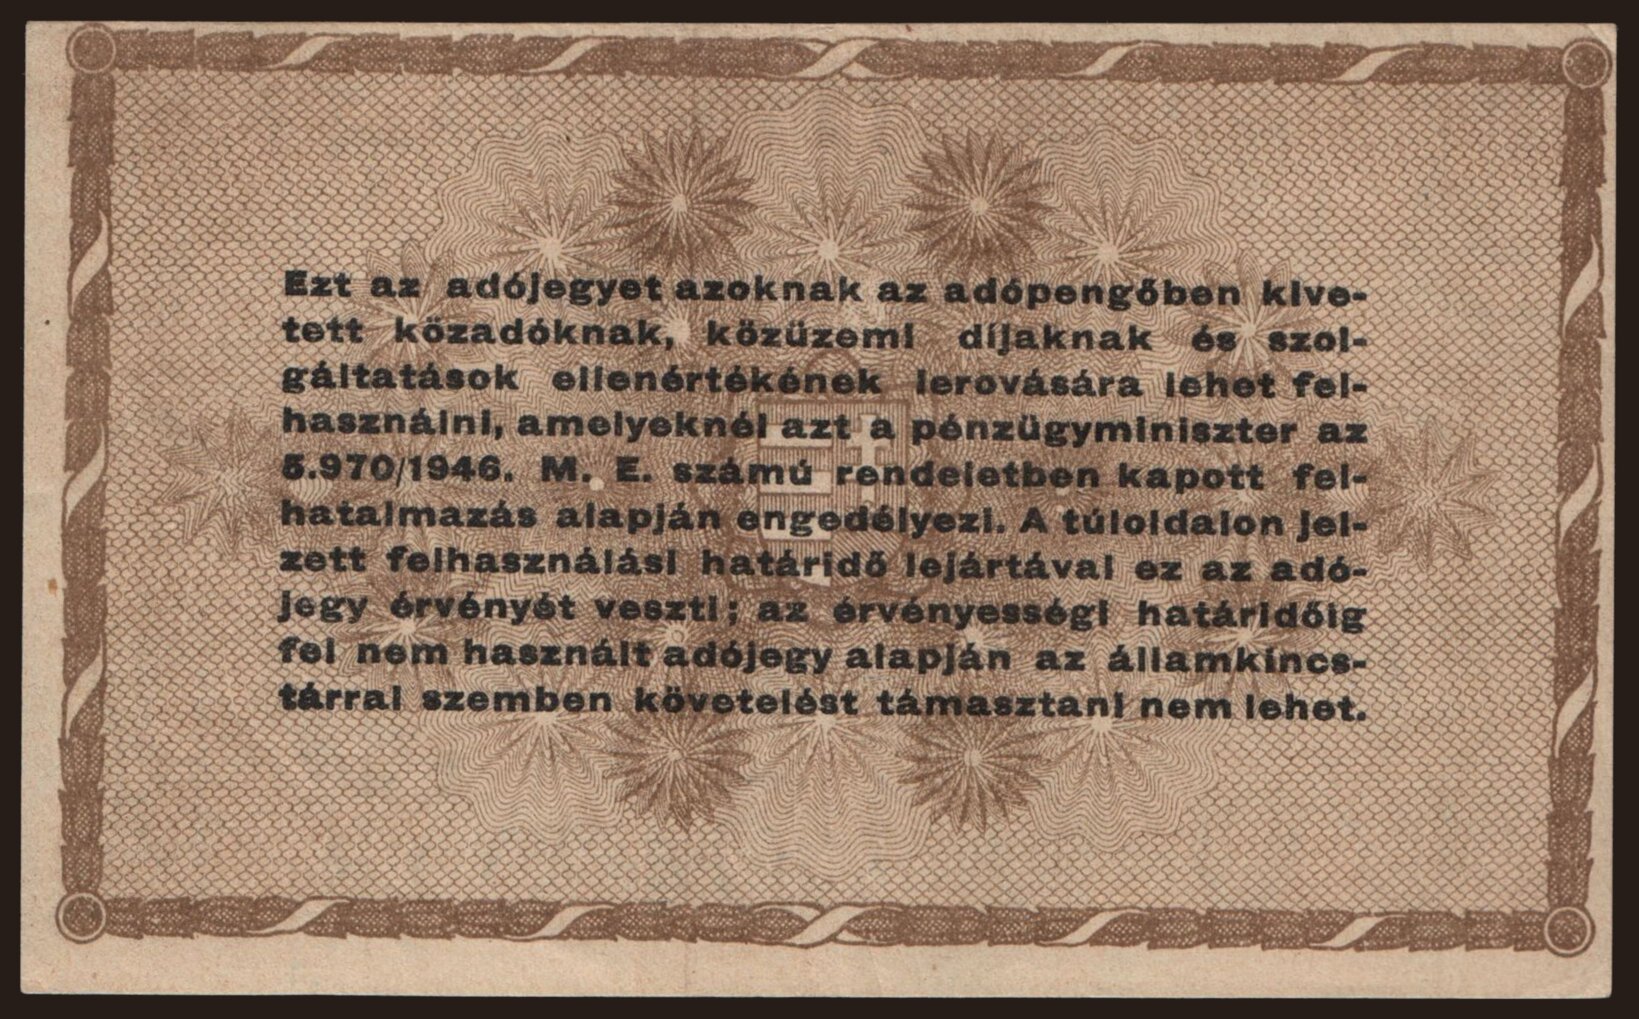 Ezt az adójegyet azoknak az adópengőben kive-
tett közadóknak, közüzemi díjaknak és szol-
gáltatások ellenértékének lerovására lehet fel-
használni, amelyeknél azt a pénzügyminiszter az
5.970/1946. M. E. számú rendeletben kapott fel-
hatalmazás alapján engedélyezi. A túloldalon jel-
zett felhasználási határidő lejártával ez az adó-
jegy érvényét veszti; az érvényességi határidőig
fel nem használt adójegy alapján az államkincs-
tárral szemben követelést támasztani nem lehet.